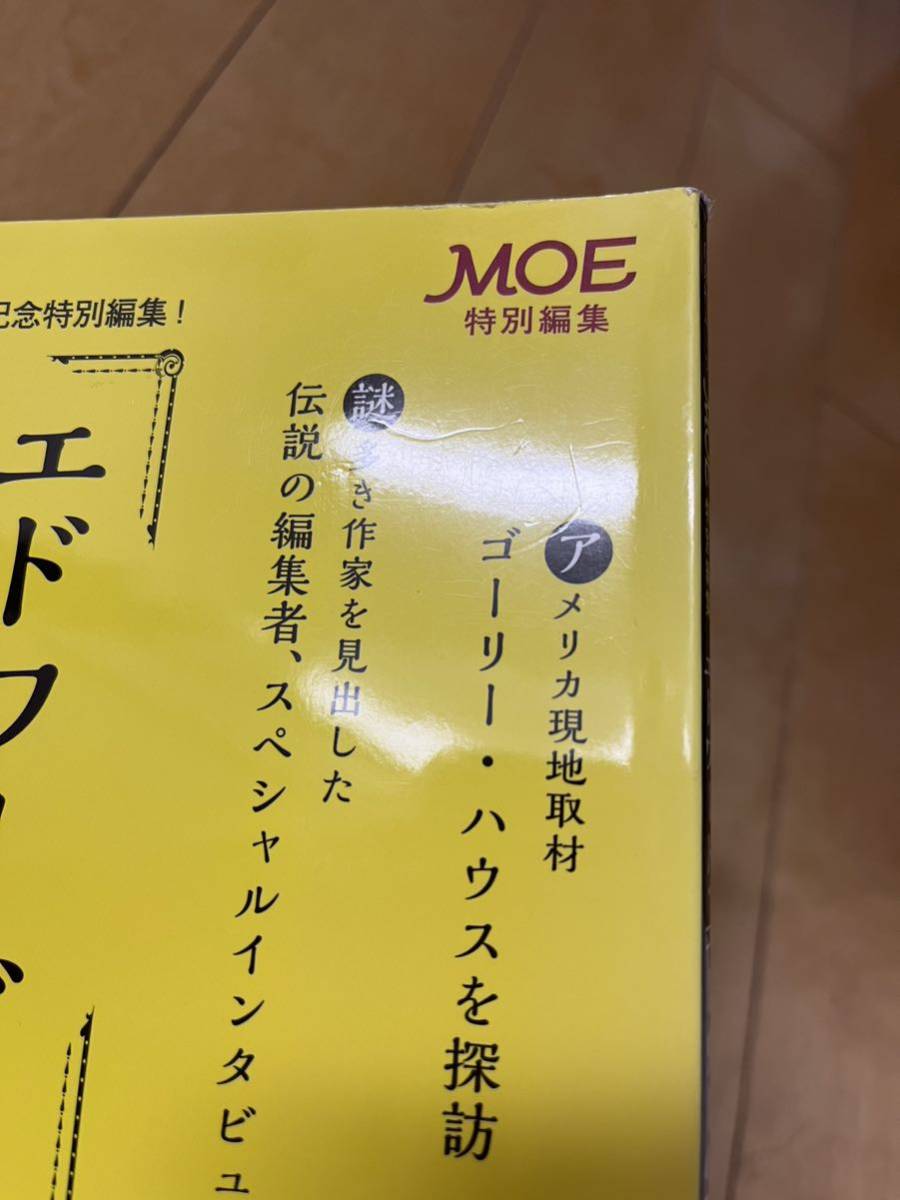 MOE
特別編集
記念特別編集！
アメリカ現地取材
ゴーリー・ハウスを探訪
謎多き作家を見出した
伝説の編集者、スペシャルインタビュ
エドワ